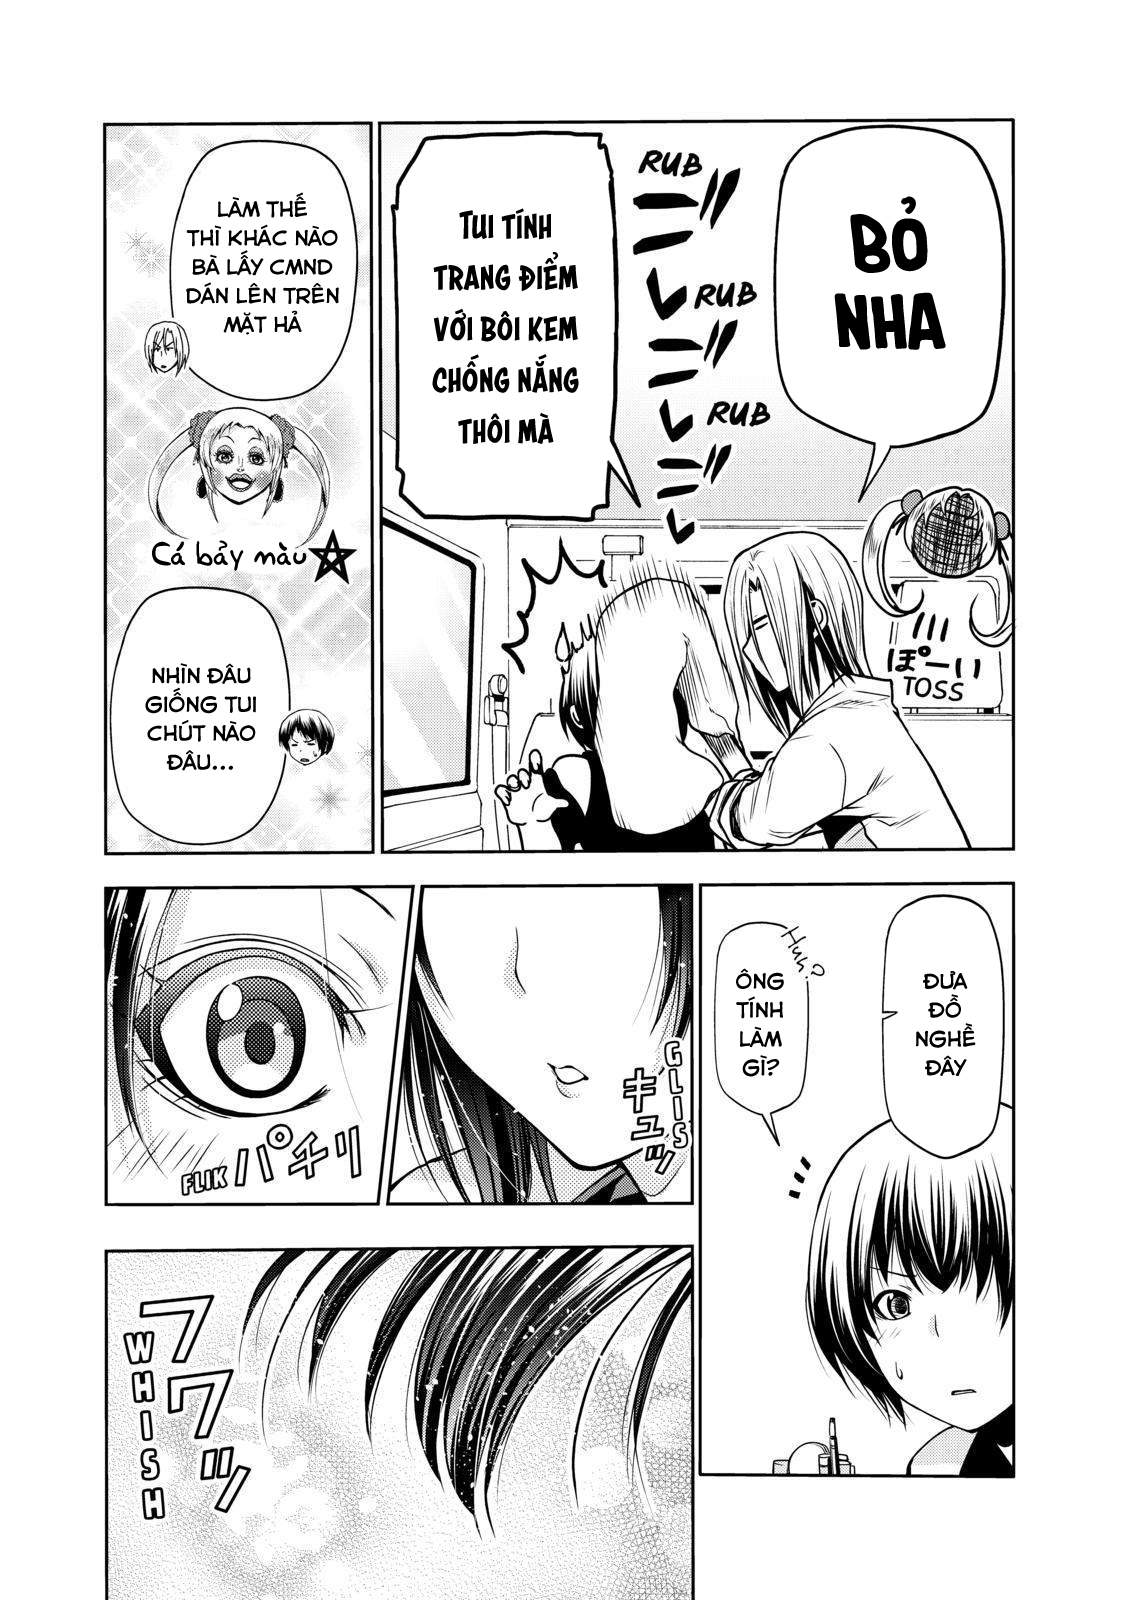 BỎ
NHA
RUB
RUB
RUB
TUI TÍNH
TRANG ĐIỂM
VỚI BÔI KEM
CHỐNG NẮNG
THÔI MÀ
ぽーい
TOSS
LÀM THẾ
THÌ KHÁC NÀO
BÀ LẤY CMND
DÁN LÊN TRÊN
MẶT HẢ
Cá bảy màu
NHÌN ĐÂU
GIỐNG TUI
CHÚT NÀO
ĐÂU...
ĐƯA
ĐỒ
NGHỀ
ĐÂY
Huh?
ÔNG
TÍNH
LÀM
GÌ?
GLIS
キュッ
FLIK
パチリ
フワワッ
WHISH